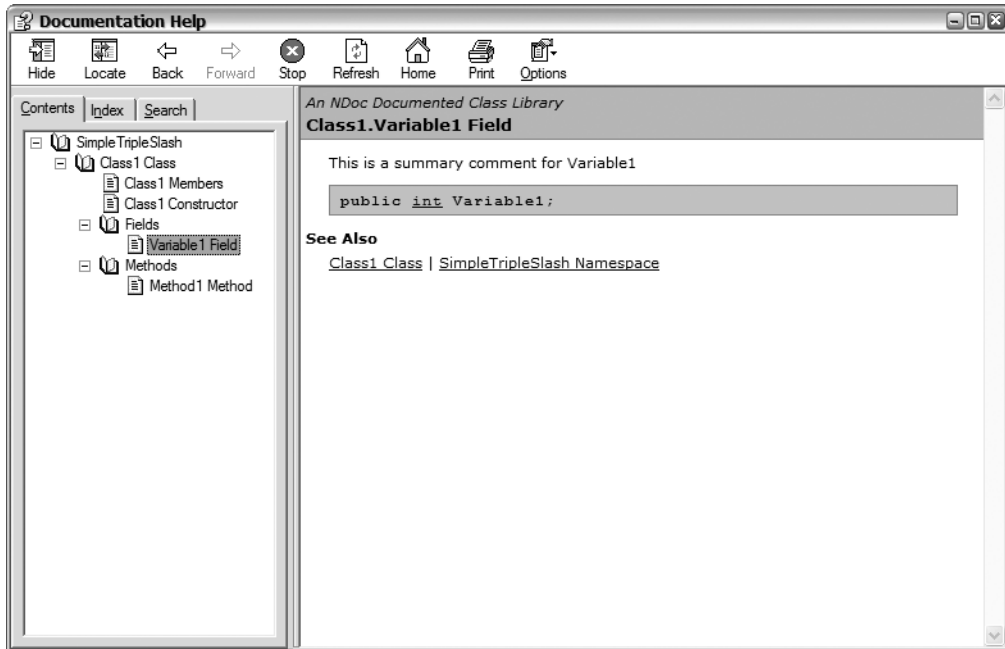 Documentation Help
Hide Locate Back Forward Stop Refresh Home Print Options
Contents Index Search
SimpleTripleSlash
Class1 Class
Class1 Members
Class1 Constructor
Fields
Variable1 Field
Methods
Method1 Method
An NDoc Documented Class Library
Class1.Variable1 Field
This is a summary comment for Variable1
public int Variable1;
See Also
Class1 Class | SimpleTripleSlash Namespace